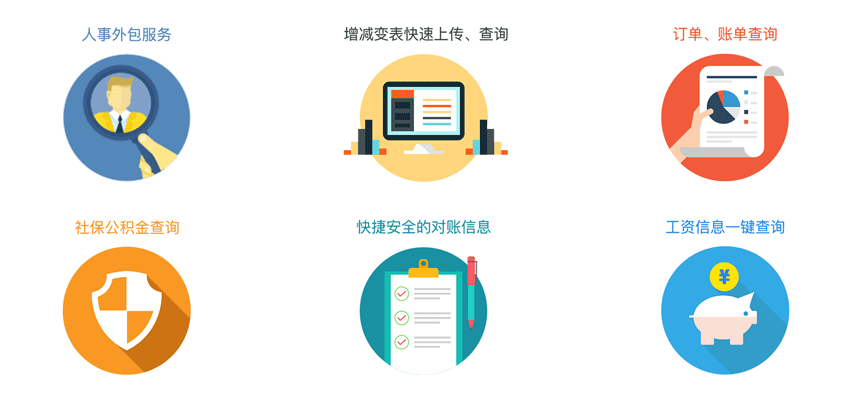 人事外包服务
增减变表快速上传、查询
订单、账单查询
社保公积金查询
快捷安全的对账信息
工资信息一键查询
¥